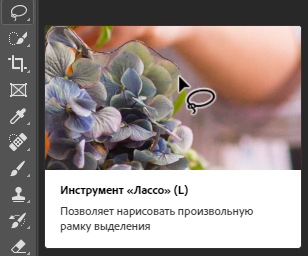 Инструмент «Лассо» (L)
Позволяет нарисовать произвольную
рамку выделения